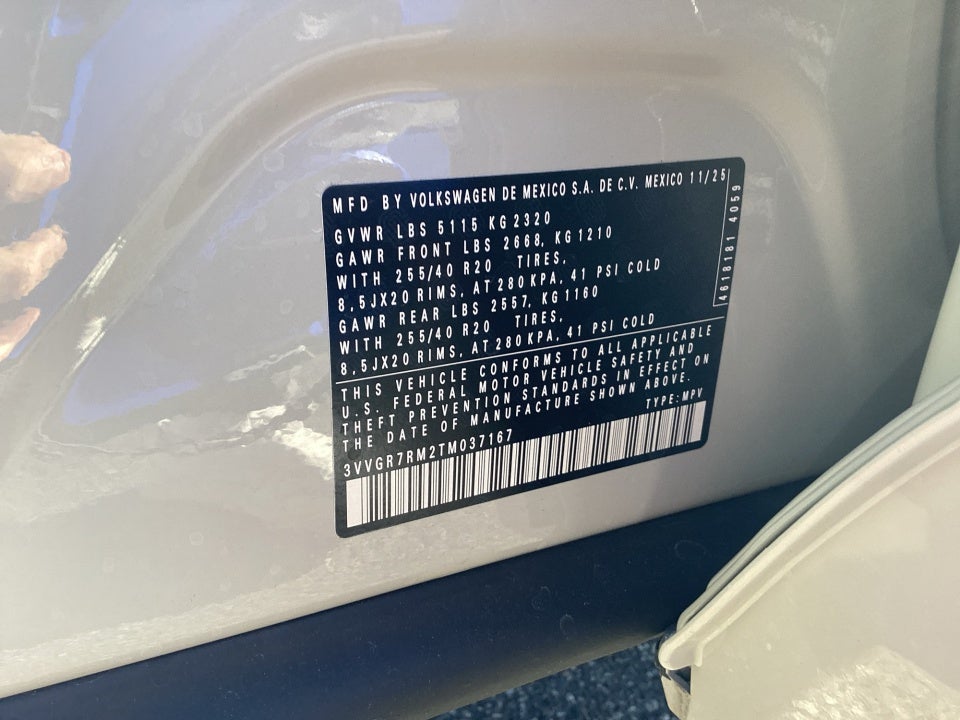 MFD BY VOLKSWAGEN DE MEXICO S.A. DE C.V. MEXICO 11/25
GVWR LBS 5115 KG 2320
GAWR FRONT LBS 2668, KG 1210
WITH 255/40 R20 TIRES,
8,5JX20 RIMS, AT 280 KPA, 41 PSI COLD
GAWR REAR LBS 2557, KG 1160
WITH 255/40 R20 TIRES,
8,5JX20 RIMS, AT 280 KPA, 41 PSI COLD
4618181 4059
THIS VEHICLE CONFORMS TO ALL APPLICABLE
U.S. FEDERAL MOTOR VEHICLE SAFETY AND
THEFT PREVENTION STANDARDS IN EFFECT ON
THE DATE OF MANUFACTURE SHOWN ABOVE.
3VVGR7RM2TM037167 TYPE: MPV